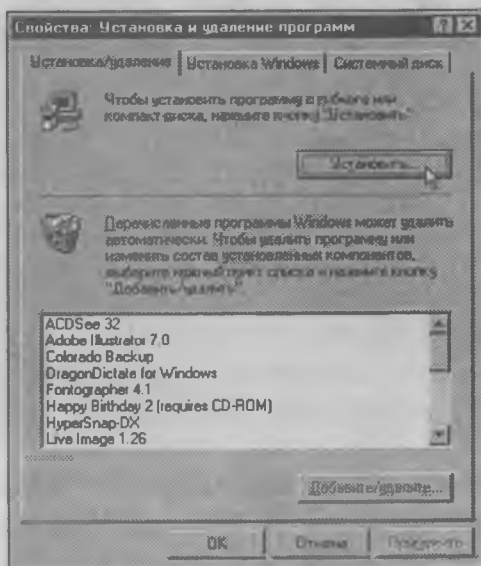 Свойства: Установка и удаление программ
Установка/удаление
Установка Windows
Системный диск
Чтобы установить программу с гибкого или
компакт-диска, нажмите кнопку "Установить".
Установить...
Перечисленные программы Windows может удалить
автоматически. Чтобы удалить программу или
изменить состав установленных компонентов,
выберите нужный пункт списка и нажмите кнопку
"Добавить/удалить".
ACDSee 32
Adobe Illustrator 7.0
Colorado Backup
DragonDictate for Windows
Fontographer 4.1
Happy Birthday 2 (requires CD-ROM)
HyperSnap-DX
Live Image 1.26
Добавить/удалить...
OK
Отмена
Применить